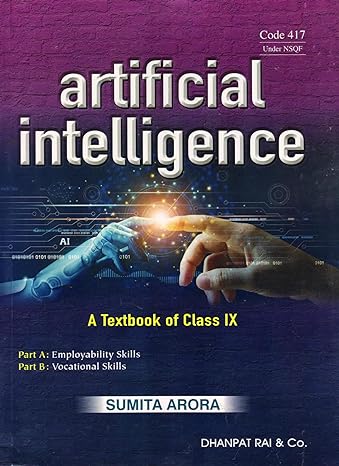 Code 417
Under NSQF
artificial
intelligence
AI
A Textbook of Class IX
Part A: Employability Skills
Part B: Vocational Skills
SUMITA ARORA
DHANPAT RAI & Co.